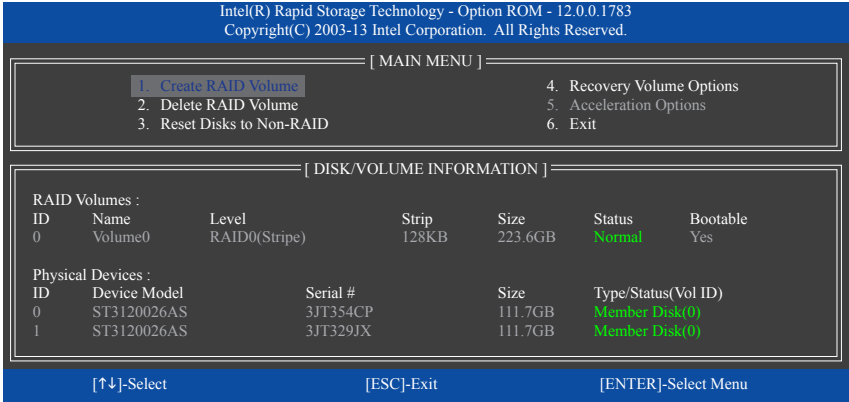 Intel(R) Rapid Storage Technology - Option ROM - 12.0.0.1783
Copyright(C) 2003-13 Intel Corporation. All Rights Reserved.
[ MAIN MENU ]
1. Create RAID Volume 4. Recovery Volume Options
2. Delete RAID Volume 5. Acceleration Options
3. Reset Disks to Non-RAID 6. Exit
[ DISK/VOLUME INFORMATION ]
RAID Volumes :
ID Name Level Strip Size Status Bootable
0 Volume0 RAID0(Stripe) 128KB 223.6GB Normal Yes
Physical Devices :
ID Device Model Serial # Size Type/Status(Vol ID)
0 ST3120026AS 3JT354CP 111.7GB Member Disk(0)
1 ST3120026AS 3JT329JX 111.7GB Member Disk(0)
[↑↓]-Select [ESC]-Exit [ENTER]-Select Menu